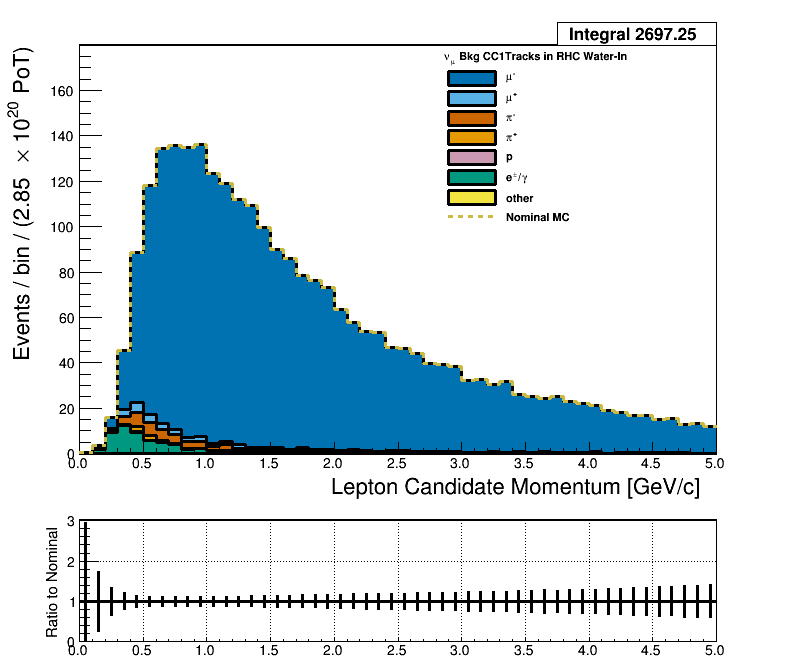 Integral 2697.25
ν_μ Bkg CC1Tracks in RHC Water-In
μ⁻
μ⁺
π⁻
π⁺
p
e±/γ
other
Nominal MC
Events / bin / (2.85 × 10²⁰ PoT)
160
140
120
100
80
60
40
20
0
0.0 0.5 1.0 1.5 2.0 2.5 3.0 3.5 4.0 4.5 5.0
Lepton Candidate Momentum [GeV/c]
Ratio to Nominal
3
2
1
0
0.0 0.5 1.0 1.5 2.0 2.5 3.0 3.5 4.0 4.5 5.0